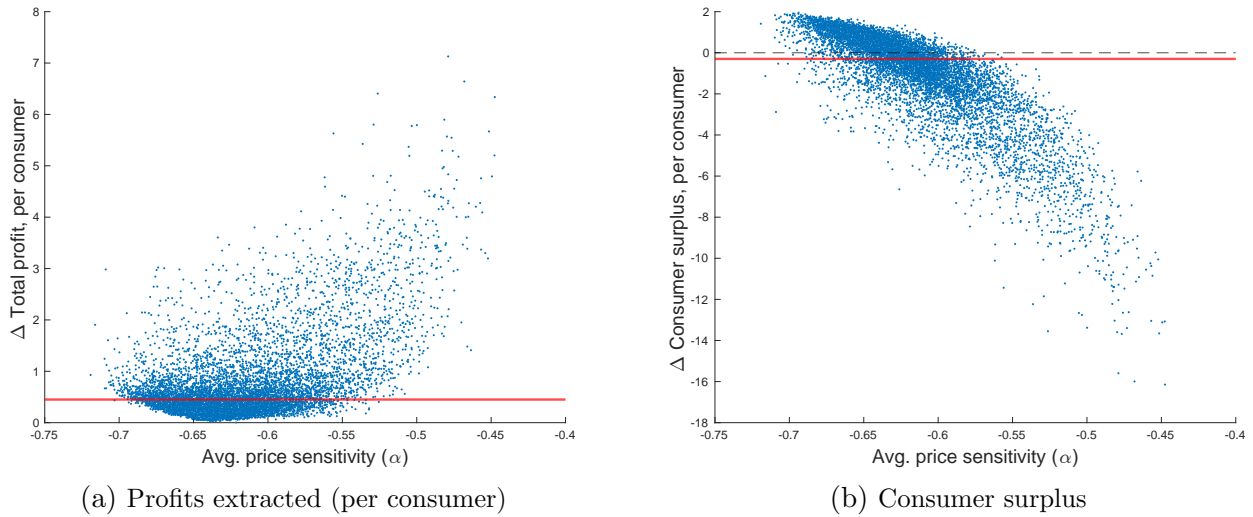 8
7
6
5
4
3
2
1
0
Δ Total profit, per consumer
-0.75 -0.7 -0.65 -0.6 -0.55 -0.5 -0.45 -0.4
Avg. price sensitivity (α)
(a) Profits extracted (per consumer)
2
0
-2
-4
-6
-8
-10
-12
-14
-16
-18
Δ Consumer surplus, per consumer
-0.75 -0.7 -0.65 -0.6 -0.55 -0.5 -0.45 -0.4
Avg. price sensitivity (α)
(b) Consumer surplus